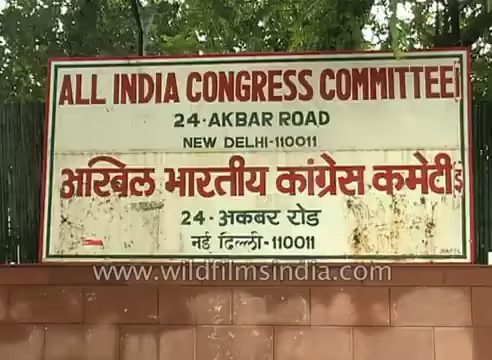 ALL INDIA CONGRESS COMMITTEE
24·AKBAR ROAD
NEW DELHI-110011
अखिल भारतीय कांग्रेस कमेटी
24-अकबर रोड
नई दिल्ली-110011
www.wildfilmsindia.com